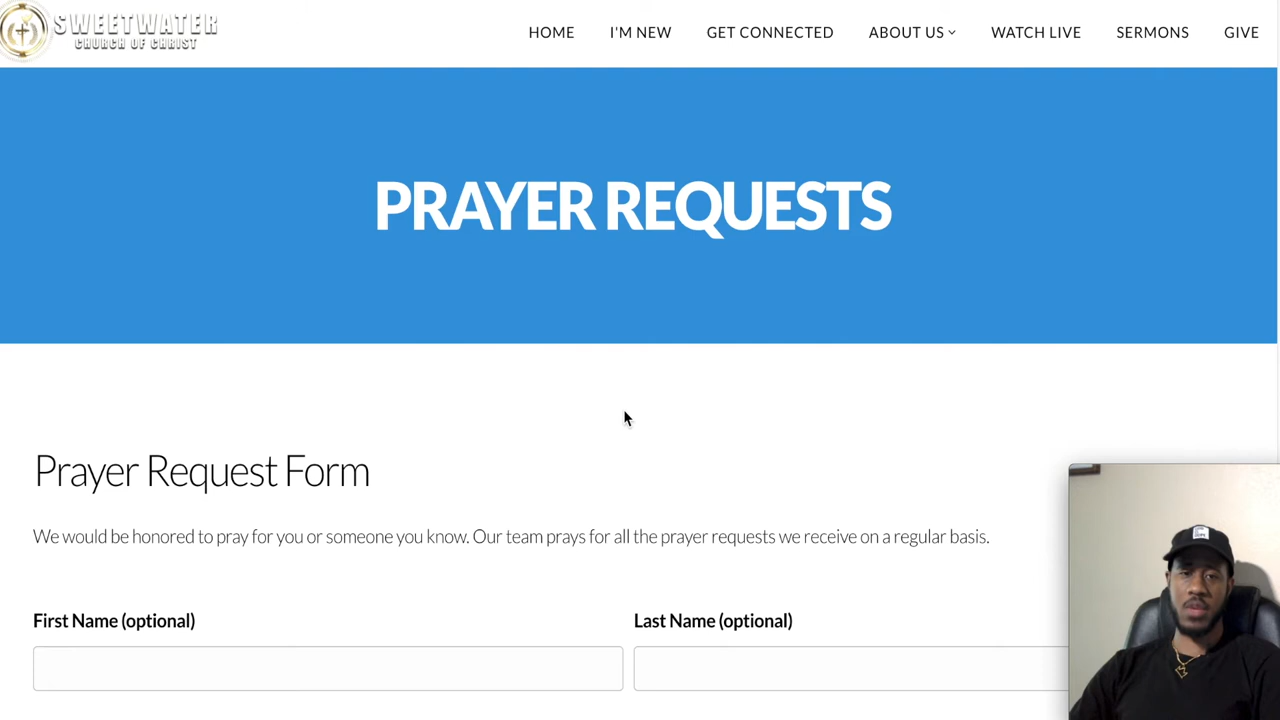 SWEETWATER
CHURCH OF CHRIST
HOME I'M NEW GET CONNECTED ABOUT US WATCH LIVE SERMONS GIVE
PRAYER REQUESTS
Prayer Request Form
We would be honored to pray for you or someone you know. Our team prays for all the prayer requests we receive on a regular basis.
First Name (optional) Last Name (optional)